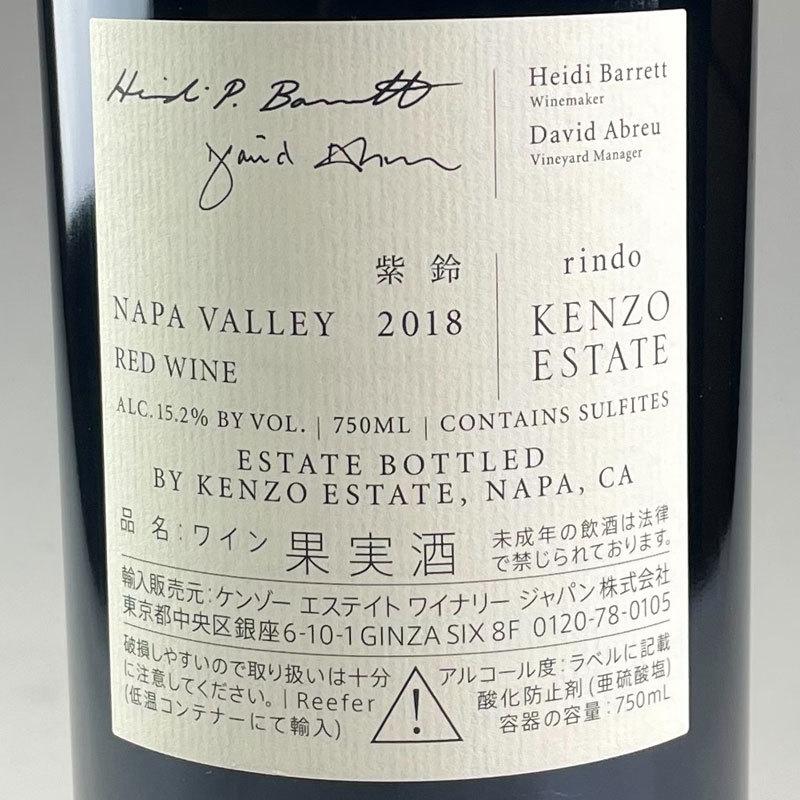 Heidi P. Barrett
David Abreu
Heidi Barrett
Winemaker
David Abreu
Vineyard Manager
紫鈴
NAPA VALLEY 2018
RED WINE
rindo
KENZO
ESTATE
ALC.15.2% BY VOL. | 750ML | CONTAINS SULFITES
ESTATE BOTTLED
BY KENZO ESTATE, NAPA, CA
品名:ワイン 果実酒
未成年の飲酒は法律
で禁じられております。
輸入販売元:ケンゾー エステイト ワイナリー ジャパン株式会社
東京都中央区銀座6-10-1 GINZA SIX 8F 0120-78-0105
破損しやすいので取り扱いは十分
に注意してください。| Reefer
(低温コンテナーにて輸入)
アルコール度:ラベルに記載
酸化防止剤(亜硫酸塩)
容器の容量:750mL